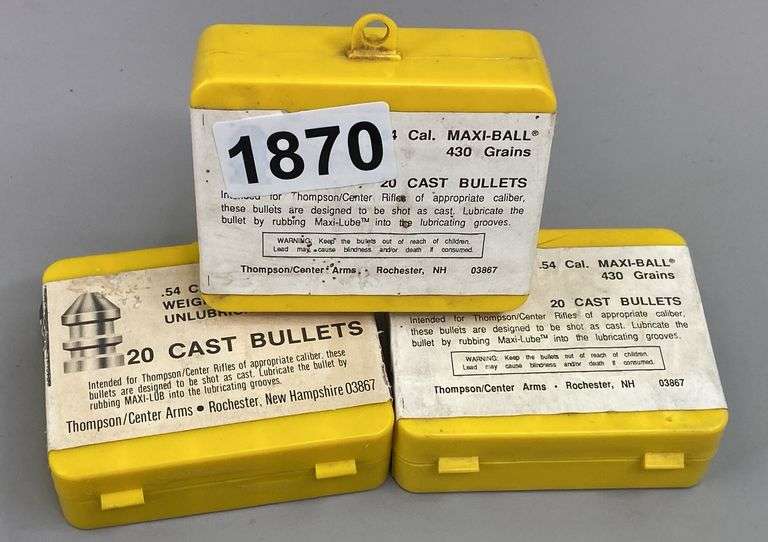 1870
Cal. MAXI-BALL®
430 Grains
20 CAST BULLETS
Intended for Thompson/Center Rifles of appropriate caliber,
these bullets are designed to be shot as cast. Lubricate the
bullet by rubbing Maxi-Lube™ into the lubricating grooves.
WARNING: Keep the bullets out of reach of children.
Lead may cause blindness and/or death if consumed.
Thompson/Center Arms · Rochester, NH 03867
.54
UNLUBRIC
20 CAST BULLETS
Intended for Thompson/Center Rifles of appropriate caliber, these
bullets are designed to be shot as cast. Lubricate the bullet by
rubbing MAXI-LUB into the lubricating grooves.
Thompson/Center Arms • Rochester, New Hampshire 03867
.54 Cal. MAXI-BALL®
430 Grains
20 CAST BULLETS
Intended for Thompson/Center Rifles of appropriate caliber,
these bullets are designed to be shot as cast. Lubricate the
bullet by rubbing Maxi-Lube™ into the lubricating grooves.
WARNING: Keep the bullets out of reach of children.
Lead may cause blindness and/or death if consumed.
Thompson/Center Arms · Rochester, NH 03867